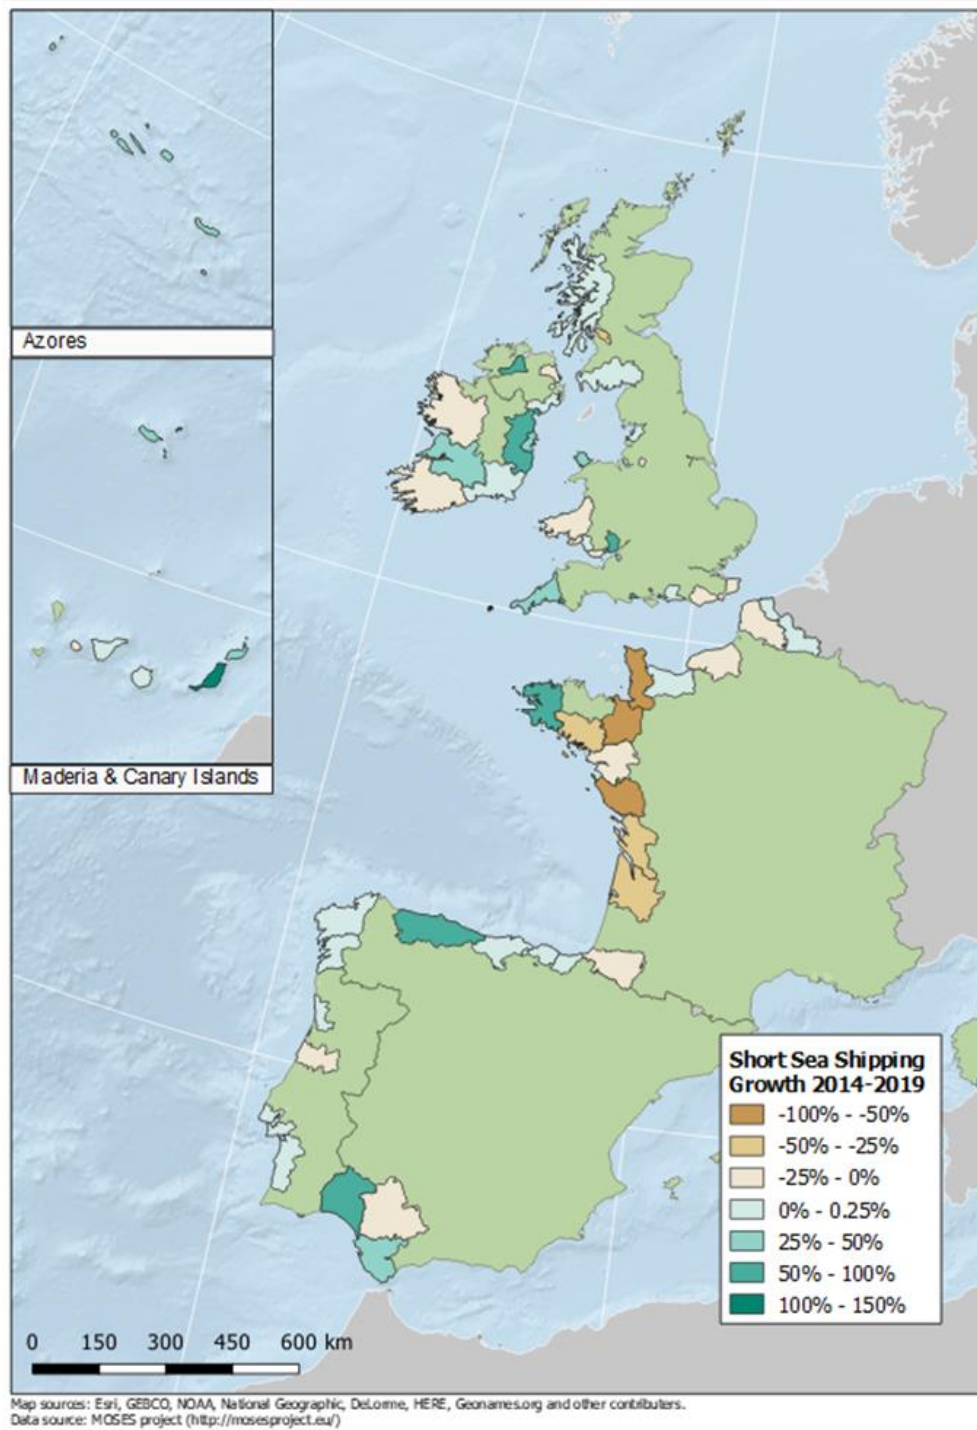 Azores
Maderia & Canary Islands
Short Sea Shipping
Growth 2014-2019
-100% - -50%
-50% - -25%
-25% - 0%
0% - 0.25%
25% - 50%
50% - 100%
100% - 150%
0 150 300 450 600 km
Map sources: Esri, GEBCO, NOAA, National Geographic, DeLorme, HERE, Geonames.org and other contributers.
Data source: MOSES project (http://mosesproject.eu/)